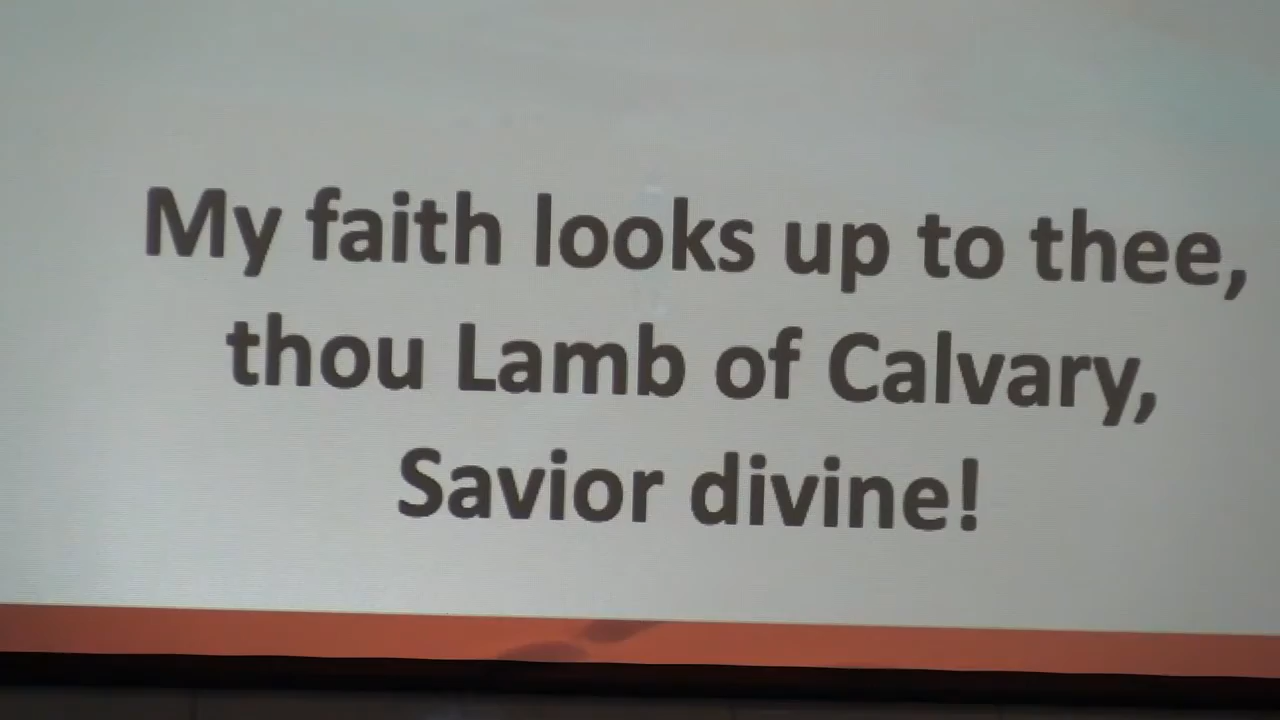 My faith looks up to thee,
thou Lamb of Calvary,
Savior divine!